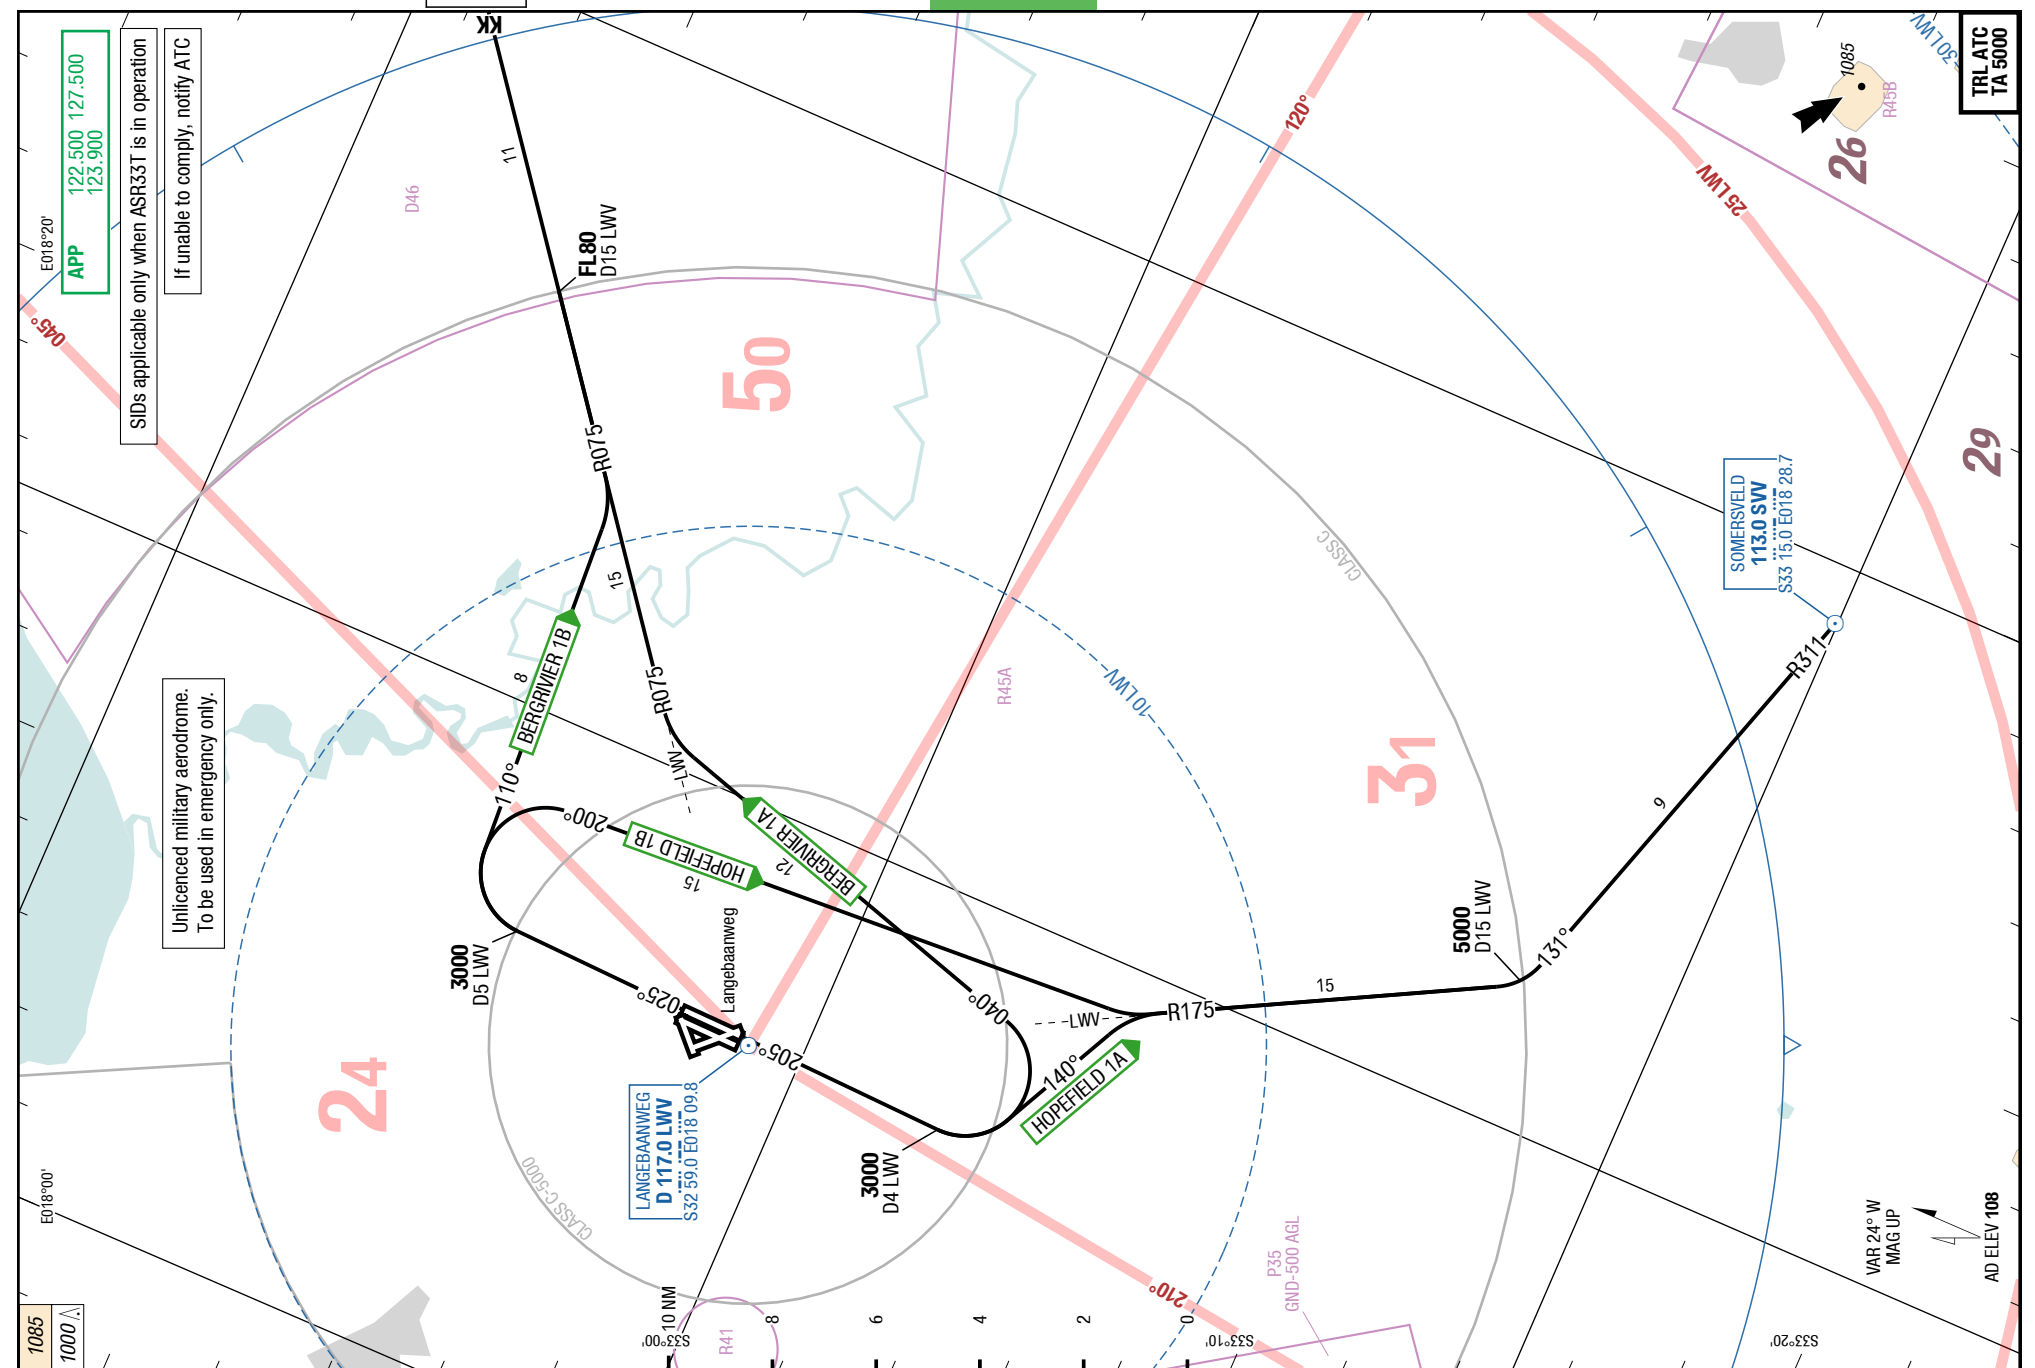 KK
APP 122.500 127.500
123.900
SIDs applicable only when ASR33T is in operation
If unable to comply, notify ATC
TRL ATC
TA 5000
E018°20'
045°
D46
11
FL80
D15 LWV
120°
25 LWV
30 LWV
1085
R45B
26
29
50
R075
15
R075
LWV
CLASS C
SOMERSVELD
113.0 SVV
S33 15.0 E018 28.7
R311
9
131°
5000
D15 LWV
31
10 LWV
R45A
BERGRIVIER 1B
8
110°
Unlicenced military aerodrome.
To be used in emergency only.
200°
HOPEFIELD 1B
15
BERGRIVIER 1A
12
040°
LWV
R175
15
140°
HOPEFIELD 1A
3000
D5 LWV
025°
Langebaanweg
205°
LANGEBAANWEG
D 117.0 LWV
S32 59.0 E018 09.8
3000
D4 LWV
24
CLASS C-5000
E018°00'
210°
P35
GND-500 AGL
R41
10 NM
8
6
4
2
0
S33°00'
S33°10'
S33°20'
VAR 24° W
MAG UP
AD ELEV 108
1085
1000